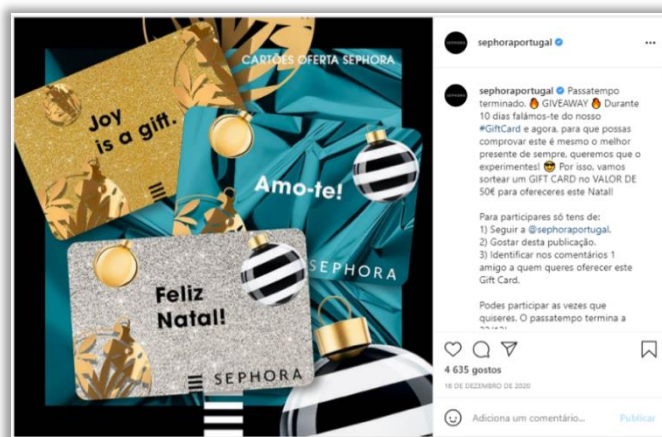 CARTÕES OFERTA SEPHORA
Joy
is a gift.
Amo-te!
SEPHORA
Feliz
Natal!
SEPHORA
SEPHORA
sephoraportugal
SEPHORA
sephoraportugal Passatempo
terminado. 🔥 GIVEAWAY 🔥 Durante
10 dias falámos-te do nosso
#GiftCard e agora, para que possas
comprovar este é mesmo o melhor
presente de sempre, queremos que o
experimentes! 😎 Por isso, vamos
sortear um GIFT CARD no VALOR DE
50€ para ofereceres este Natal!
Para participares só tens de:
1) Seguir a @sephoraportugal.
2) Gostar desta publicação.
3) Identificar nos comentários 1
amigo a quem queres oferecer este
Gift Card.
Podes participar as vezes que
quiseres. O passatempo termina a
4 635 gostos
18 DE DEZEMBRO DE 2020
Adiciona um comentário...
Publicar